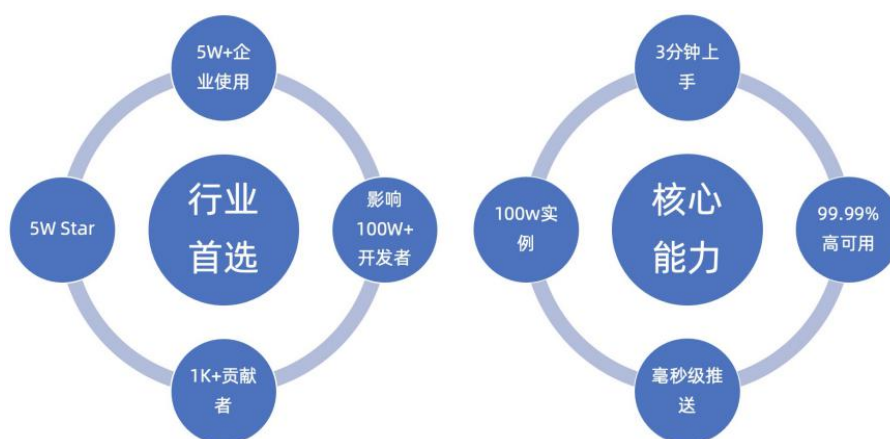 5W+企
业使用
5W Star
行业
首选
影响
100W+
开发者
1K+贡献
者
3分钟上
手
100w实
例
核心
能力
99.99%
高可用
毫秒级推
送